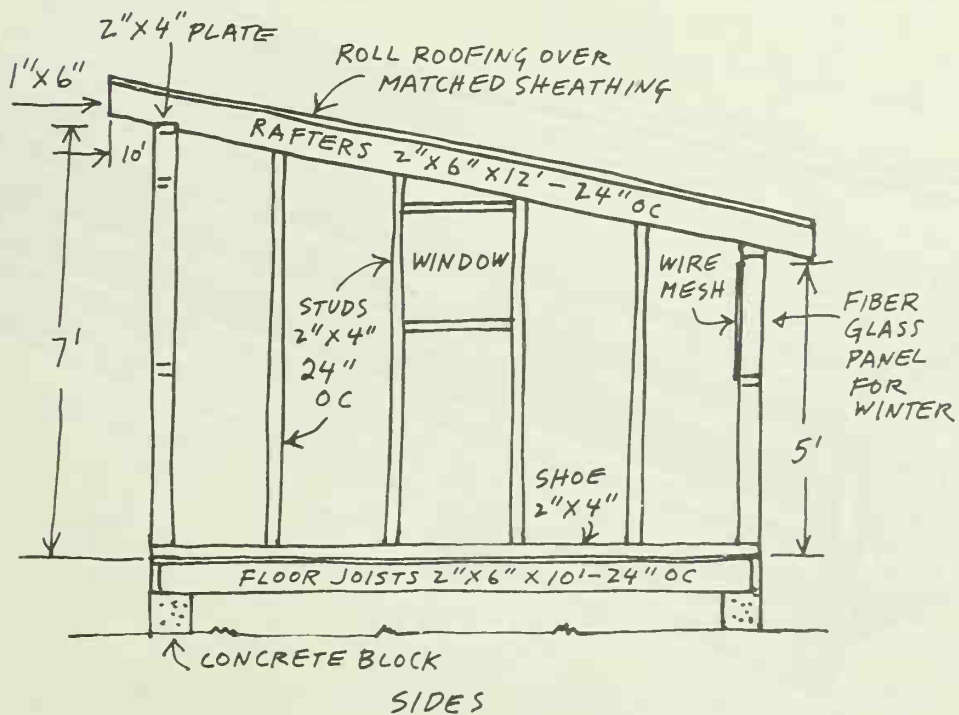 2"X4" PLATE
1"X6"
ROLL ROOFING OVER
MATCHED SHEATHING
10'
RAFTERS 2"X6"X12'-24" OC
7'
STUDS
2"X4"
24"
OC
WINDOW
WIRE
MESH
FIBER
GLASS
PANEL
FOR
WINTER
5'
SHOE
2"X4"
FLOOR JOISTS 2"X6"X10'-24" OC
CONCRETE BLOCK
SIDES